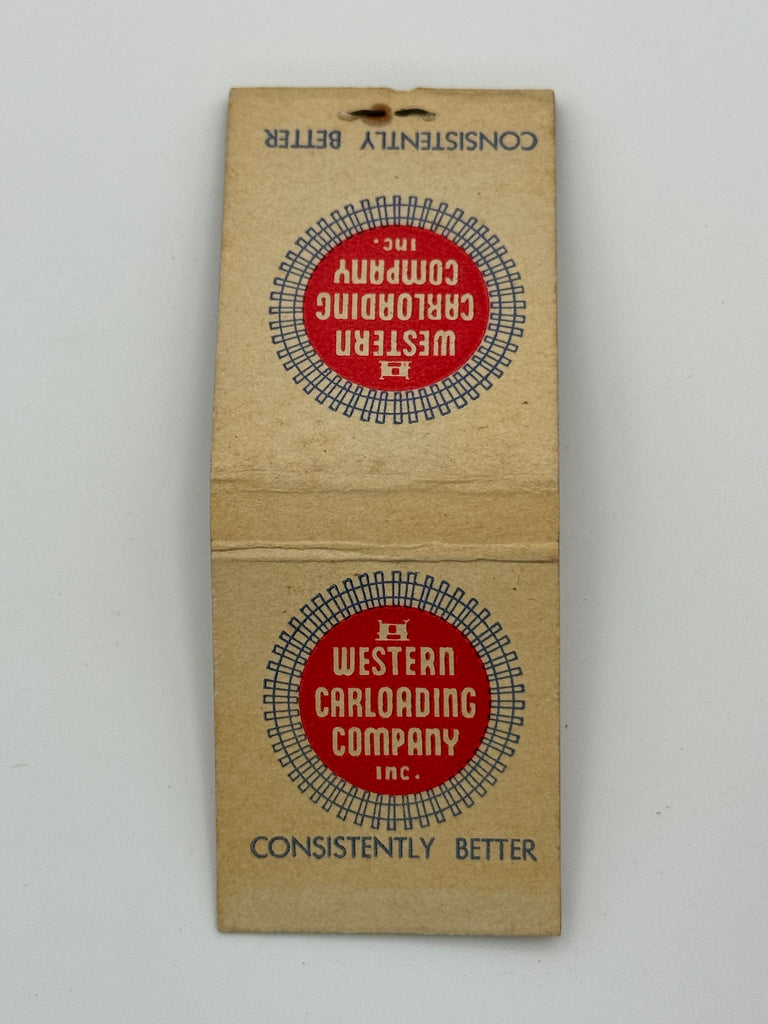 CONSISTENTLY BETTER
WESTERN
CARLOADING
COMPANY
INC.
WESTERN
CARLOADING
COMPANY
INC.
CONSISTENTLY BETTER